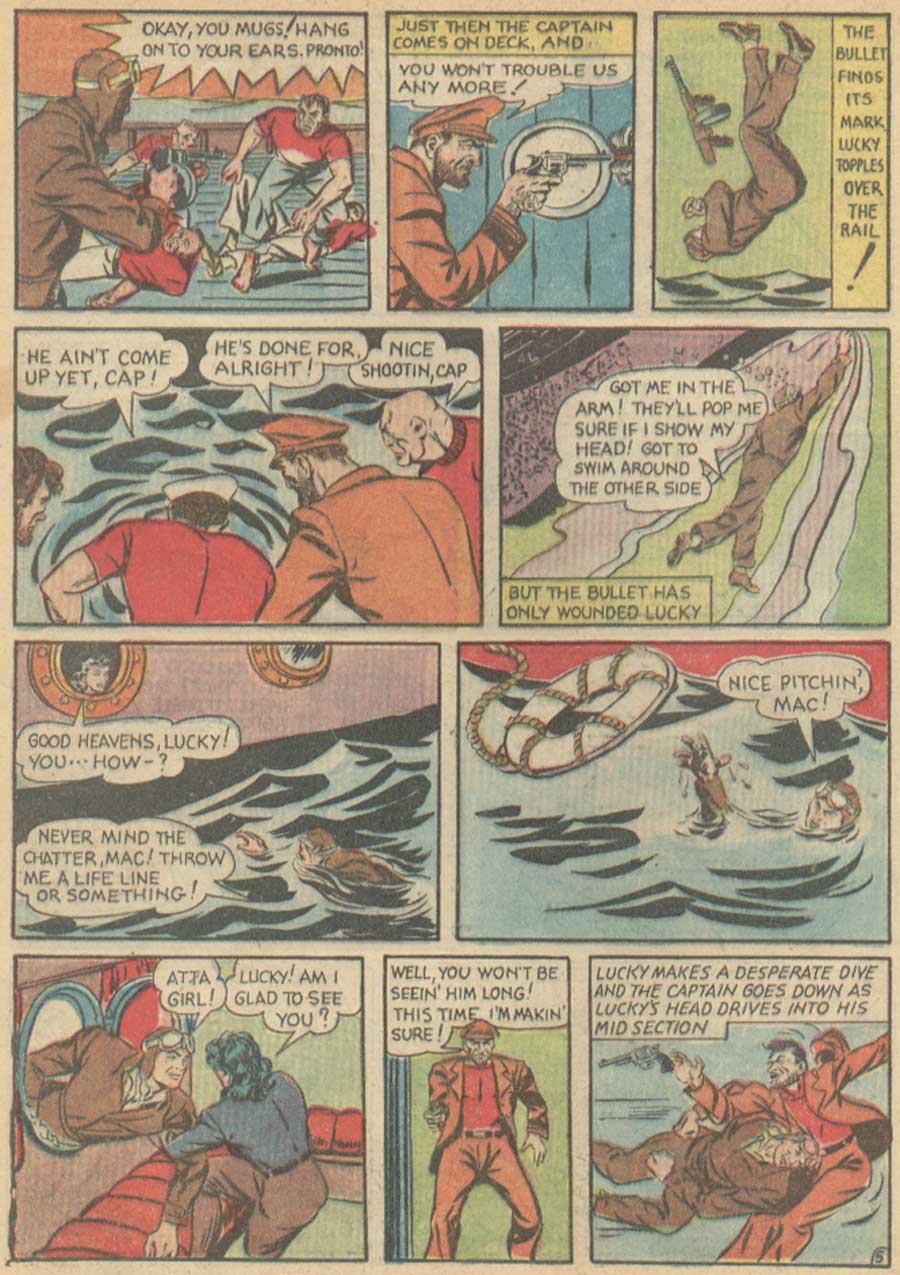 OKAY, YOU MUGS! HANG
ON TO YOUR EARS. PRONTO!
JUST THEN THE CAPTAIN
COMES ON DECK, AND..
YOU WON'T TROUBLE US
ANY MORE!
THE
BULLET
FINDS
ITS
MARK,
LUCKY
TOPPLES
OVER
THE
RAIL
!
HE AIN'T COME
UP YET, CAP!
HE'S DONE FOR,
ALRIGHT!
NICE
SHOOTIN, CAP
GOT ME IN THE
ARM! THEY'LL POP ME
SURE IF I SHOW MY
HEAD! GOT TO
SWIM AROUND
THE OTHER SIDE
BUT THE BULLET HAS
ONLY WOUNDED LUCKY
GOOD HEAVENS, LUCKY!
YOU... HOW-?
NEVER MIND THE
CHATTER, MAC! THROW
ME A LIFE LINE
OR SOMETHING!
NICE PITCHIN',
MAC!
ATTA
GIRL!
LUCKY! AM I
GLAD TO SEE
YOU?
WELL, YOU WON'T BE
SEEIN' HIM LONG!
THIS TIME I'M MAKIN'
SURE!
LUCKY MAKES A DESPERATE DIVE
AND THE CAPTAIN GOES DOWN AS
LUCKY'S HEAD DRIVES INTO HIS
MID SECTION
5